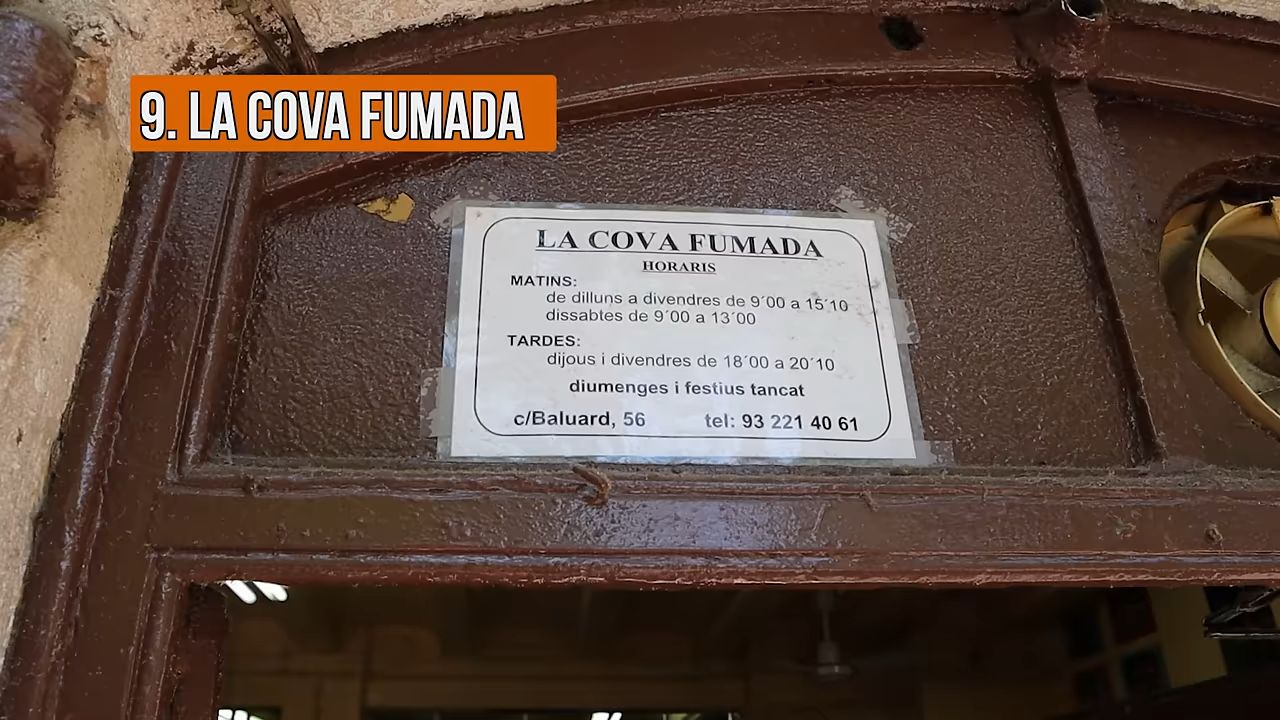 9. LA COVA FUMADA
LA COVA FUMADA
HORARIS
MATINS:
de dilluns a divendres de 9´00 a 15´10
dissabtes de 9´00 a 13´00
TARDES:
dijous i divendres de 18´00 a 20´10
diumenges i festius tancat
c/Baluard, 56 tel: 93 221 40 61